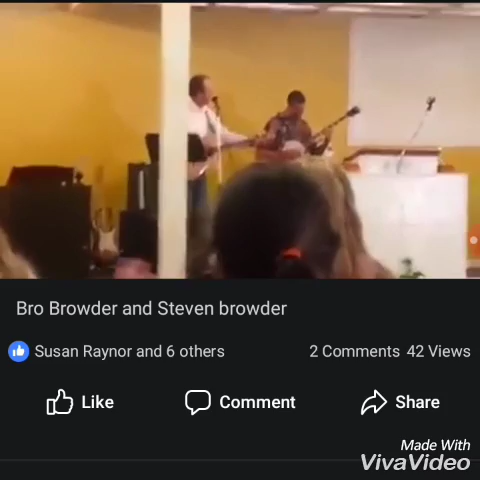 Bro Browder and Steven browder
Susan Raynor and 6 others 2 Comments 42 Views
Like Comment Share
Made With
VivaVideo